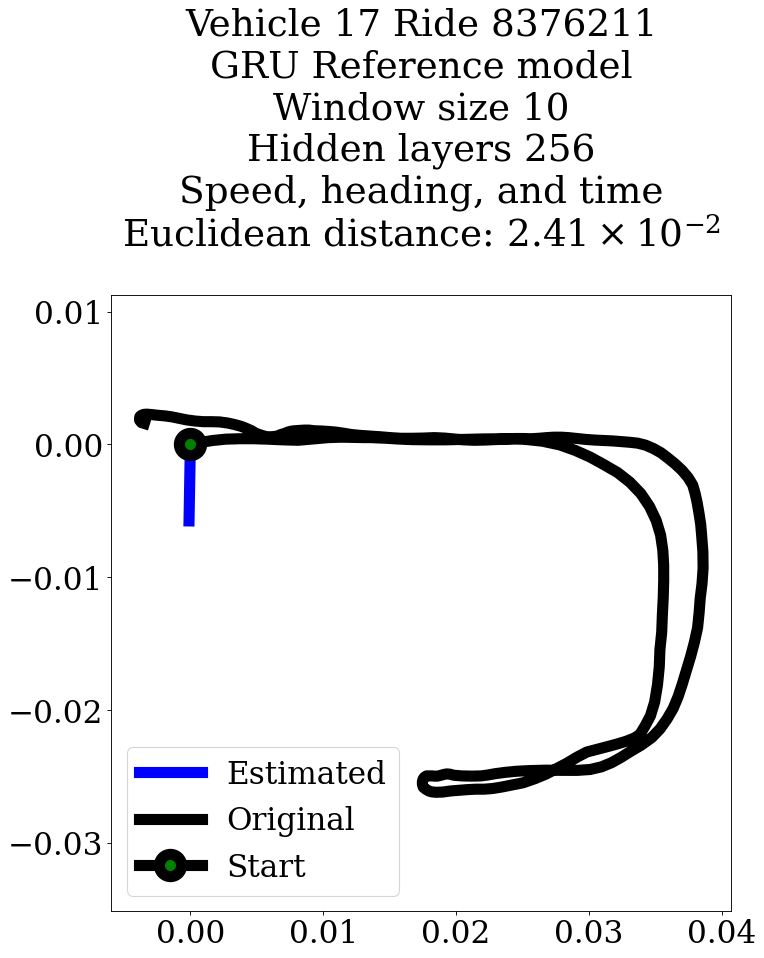 Vehicle 17 Ride 8376211
GRU Reference model
Window size 10
Hidden layers 256
Speed, heading, and time
Euclidean distance: 2.41 × 10⁻²
0.01
0.00
−0.01
−0.02
−0.03
Estimated
Original
Start
0.00 0.01 0.02 0.03 0.04